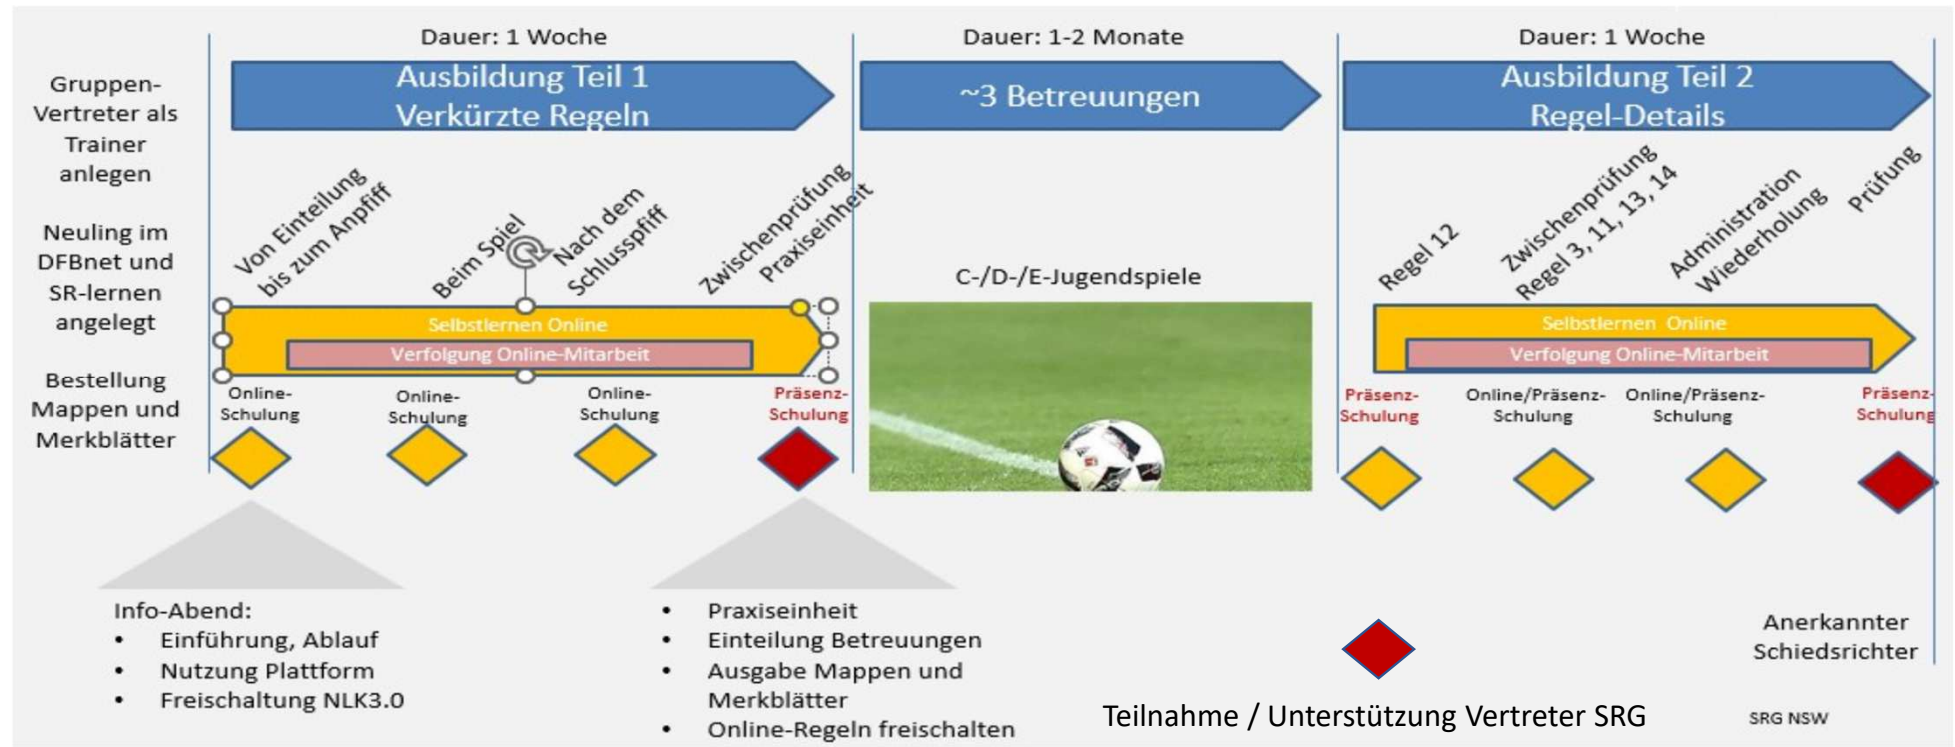 Gruppen-
Vertreter als
Trainer
anlegen
Neuling im
DFBnet und
SR-lernen
angelegt
Bestellung
Mappen und
Merkblätter
Dauer: 1 Woche
Ausbildung Teil 1
Verkürzte Regeln
Von Einteilung
bis zum Anpfiff
Beim Spiel
Nach dem
Schlusspfiff
Zwischenprüfung
Praxiseinheit
Selbstlernen Online
Verfolgung Online-Mitarbeit
Online-
Schulung
Online-
Schulung
Online-
Schulung
Präsenz-
Schulung
Dauer: 1-2 Monate
~3 Betreuungen
C-/D-/E-Jugendspiele
Dauer: 1 Woche
Ausbildung Teil 2
Regel-Details
Regel 12
Zwischenprüfung
Regel 3, 11, 13, 14
Administration
Wiederholung
Prüfung
Selbstlernen Online
Verfolgung Online-Mitarbeit
Präsenz-
Schulung
Online/Präsenz-
Schulung
Online/Präsenz-
Schulung
Präsenz-
Schulung
Info-Abend:
• Einführung, Ablauf
• Nutzung Plattform
• Freischaltung NLK3.0
• Praxiseinheit
• Einteilung Betreuungen
• Ausgabe Mappen und
Merkblätter
• Online-Regeln freischalten
Teilnahme / Unterstützung Vertreter SRG
Anerkannter
Schiedsrichter
SRG NSW